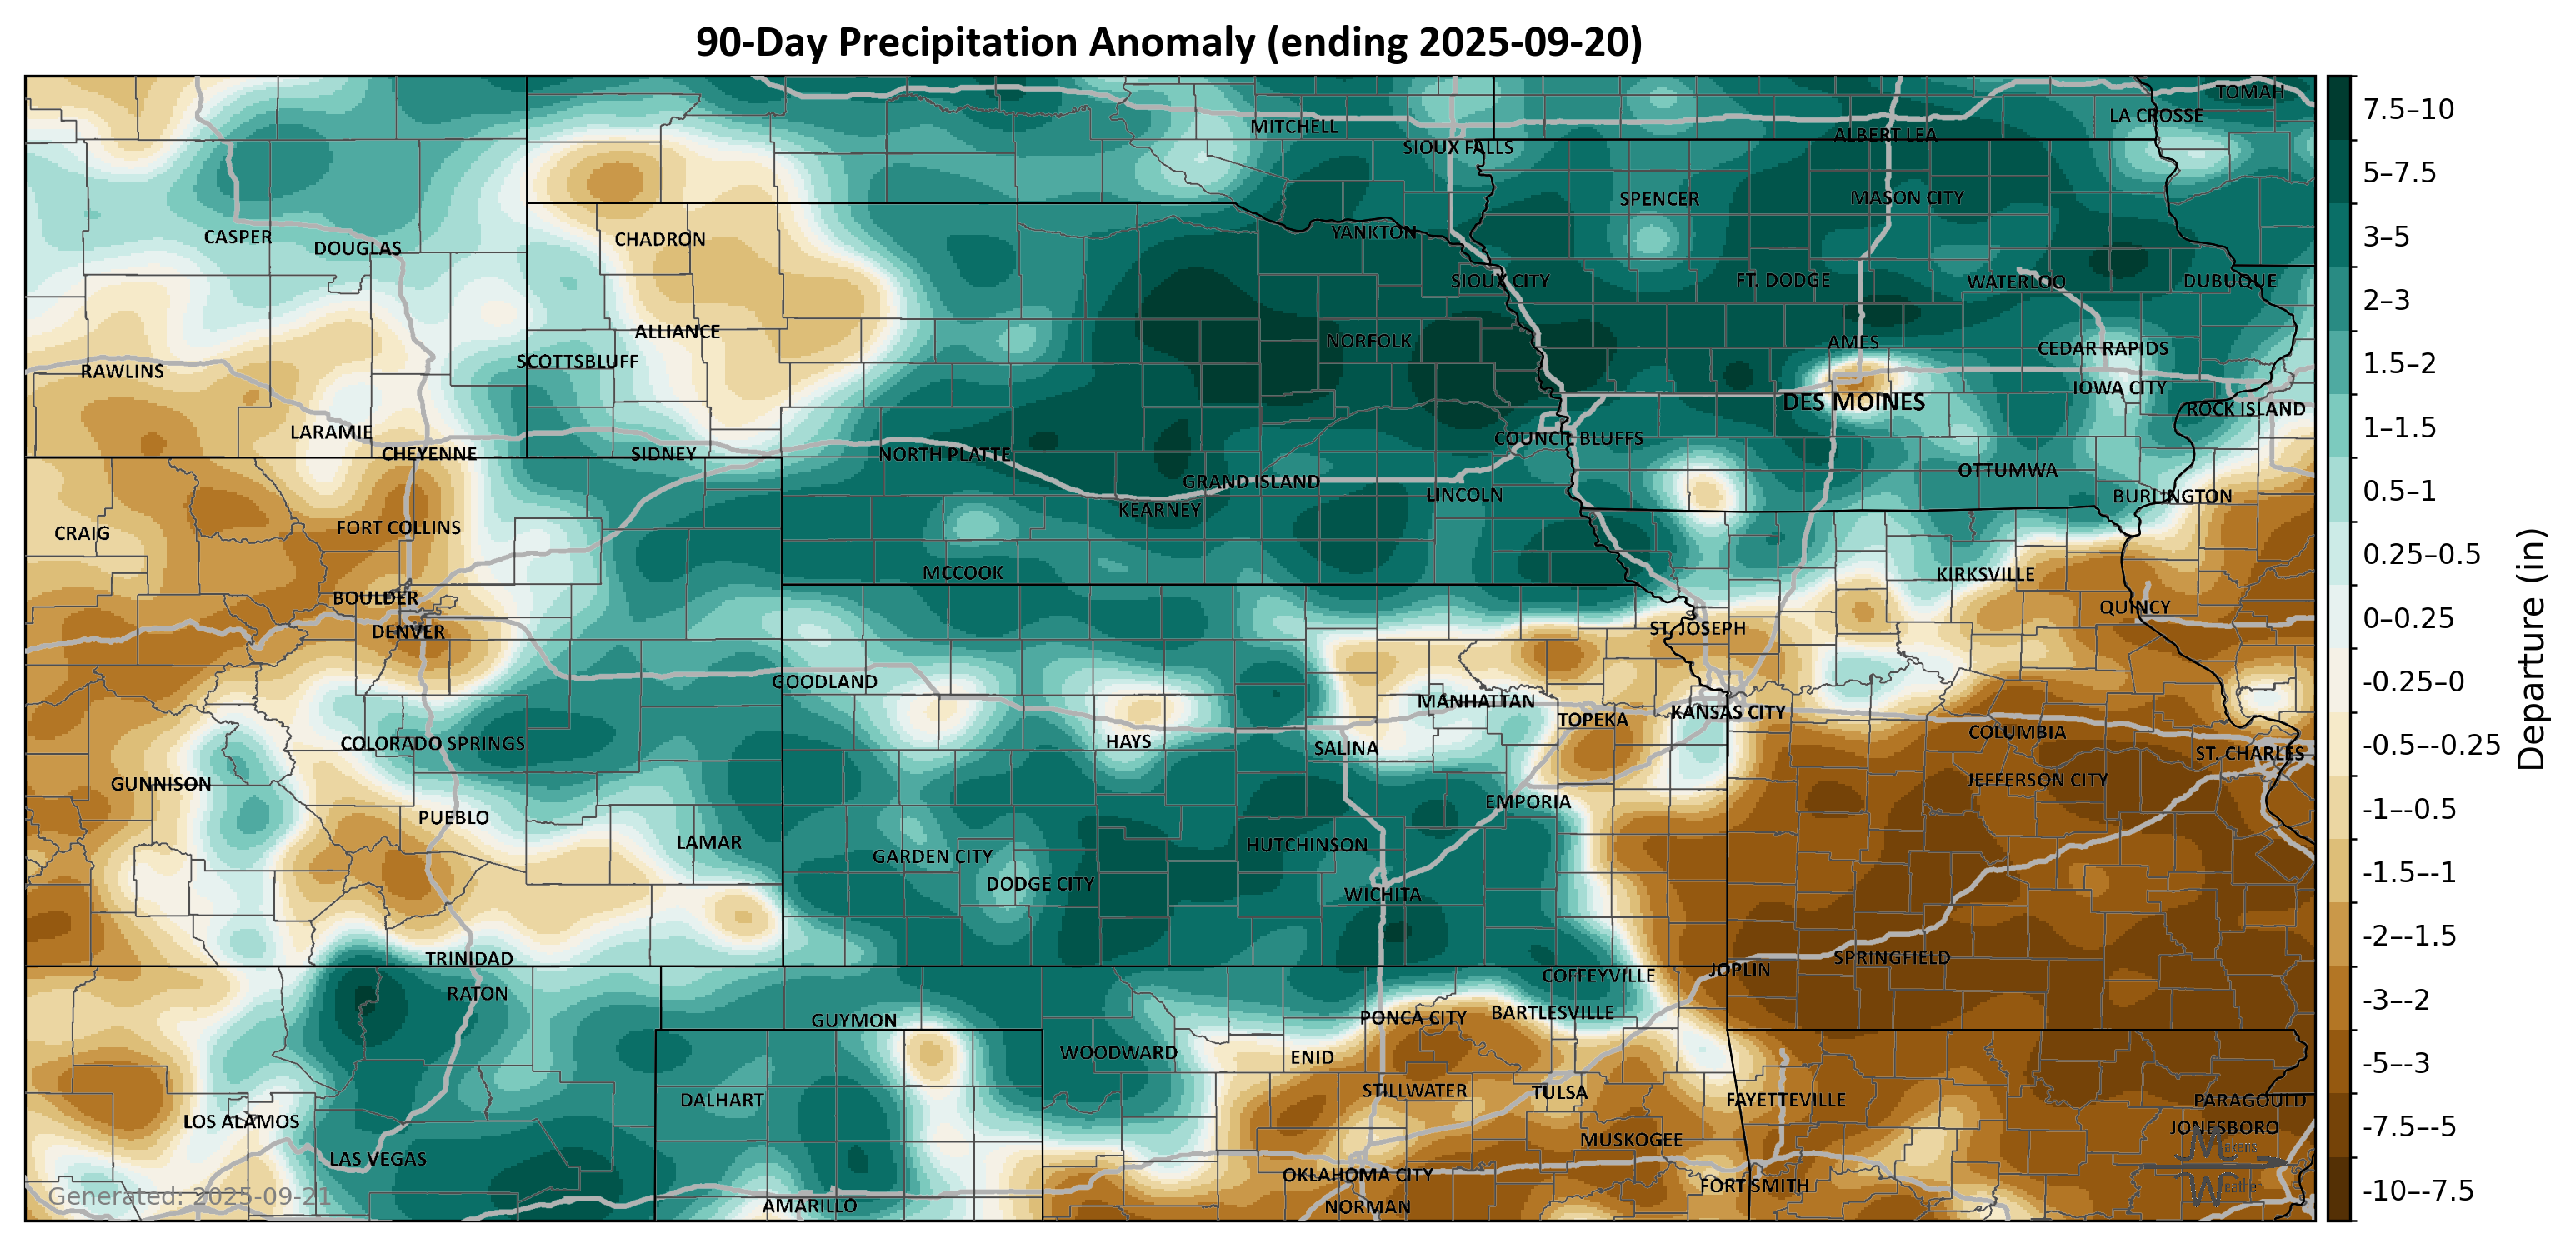 90-Day Precipitation Anomaly (ending 2025-09-20)
TOMAH
LA CROSSE
MITCHELL
ALBERT LEA
SIOUX FALLS
SPENCER
MASON CITY
CASPER
DOUGLAS
CHADRON
YANKTON
SIOUX CITY
FT. DODGE
WATERLOO
DUBUQUE
ALLIANCE
NORFOLK
AMES
CEDAR RAPIDS
SCOTTSBLUFF
RAWLINS
IOWA CITY
DES MOINES
ROCK ISLAND
LARAMIE
COUNCIL BLUFFS
CHEYENNE
SIDNEY
NORTH PLATTE
OTTUMWA
GRAND ISLAND
LINCOLN
BURLINGTON
KEARNEY
CRAIG
FORT COLLINS
MCCOOK
KIRKSVILLE
BOULDER
QUINCY
DENVER
ST. JOSEPH
GOODLAND
MANHATTAN
TOPEKA
KANSAS CITY
COLUMBIA
COLORADO SPRINGS
HAYS
SALINA
ST. CHARLES
GUNNISON
JEFFERSON CITY
EMPORIA
PUEBLO
LAMAR
HUTCHINSON
GARDEN CITY
DODGE CITY
WICHITA
TRINIDAD
SPRINGFIELD
JOPLIN
COFFEYVILLE
RATON
GUYMON
PONCA CITY
BARTLESVILLE
WOODWARD
ENID
STILLWATER
TULSA
DALHART
FAYETTEVILLE
PARAGOULD
LOS ALAMOS
JONESBORO
MUSKOGEE
LAS VEGAS
OKLAHOMA CITY
FORT SMITH
AMARILLO
NORMAN
Makers
Weather
Generated: 2025-09-21
7.5–10
5–7.5
3–5
2–3
1.5–2
1–1.5
0.5–1
0.25–0.5
0–0.25
-0.25–0
-0.5–-0.25
-1–-0.5
-1.5–-1
-2–-1.5
-3–-2
-5–-3
-7.5–-5
-10–-7.5
Departure (in)